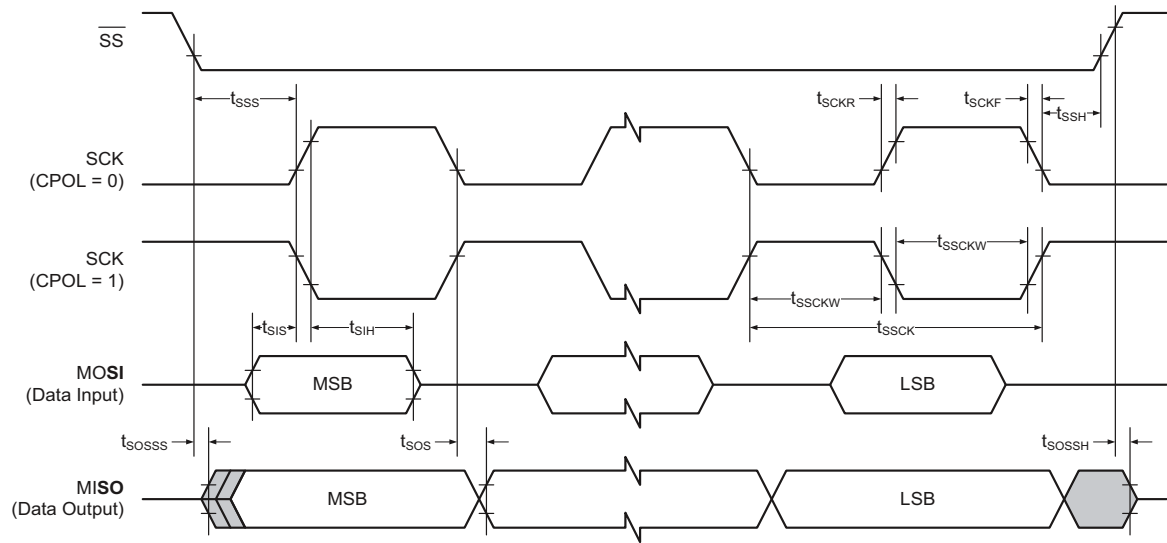 SS
tSSS
tSCKR
tSCKF
tSSH
SCK
(CPOL = 0)
SCK
(CPOL = 1)
tSSCKW
tSSCKW
tSSCK
tSIS
tSIH
MOSI
(Data Input)
MSB
LSB
tSOSSS
tSOS
tSOSSH
MISO
(Data Output)
MSB
LSB